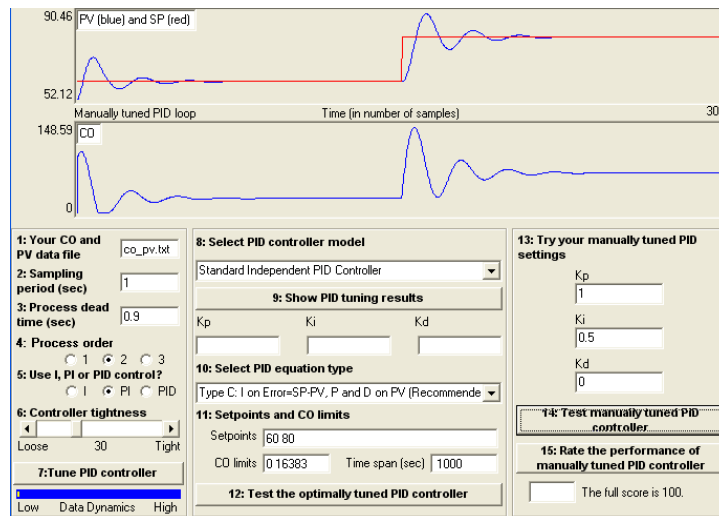 90.46
PV (blue) and SP (red)
52.12
Manually tuned PID loop
Time (in number of samples)
30
148.59
CO
0
1: Your CO and
PV data file
co_pv.txt
2: Sampling
period (sec)
1
3: Process dead
time (sec)
0.9
4: Process order
1 2 3
5: Use I, PI or PID control?
I PI PID
6: Controller tightness
Loose 30 Tight
7:Tune PID controller
Low Data Dynamics High
8: Select PID controller model
Standard Independent PID Controller
9: Show PID tuning results
Kp Ki Kd
10: Select PID equation type
Type C: I on Error=SP-PV, P and D on PV (Recommende
11: Setpoints and CO limits
Setpoints 60 80
CO limits 0 16383 Time span (sec) 1000
12: Test the optimally tuned PID controller
13: Try your manually tuned PID
settings
Kp
1
Ki
0.5
Kd
0
14: Test manually tuned PID
controller
15: Rate the performance of
manually tuned PID controller
The full score is 100.